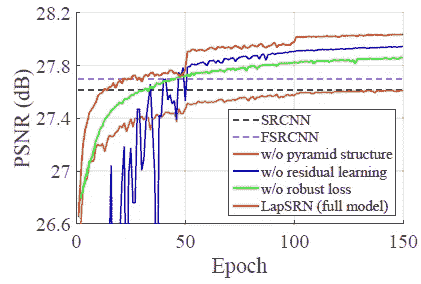 28.2
27.8
27.4
27
26.6
PSNR (dB)
SRCNN
FSRCNN
w/o pyramid structure
w/o residual learning
w/o robust loss
LapSRN (full model)
0 50 100 150
Epoch